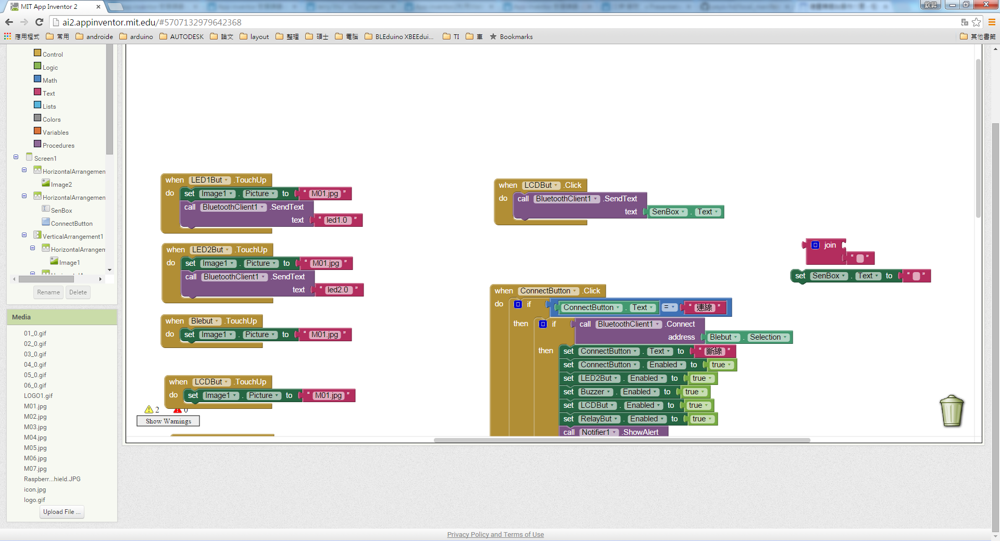 MIT App Inventor 2
ai2.appinventor.mit.edu/#5707132979642368
應用程式 常用 androide arduino AUTODESK 論文 layout 整理 碩士 電腦 BLEduino XBEEdui... TI 車 Bookmarks 其他書籤
Control
Logic
Math
Text
Lists
Colors
Variables
Procedures
Screen1
HorizontalArrangemen
Image2
HorizontalArrangemen
SenBox
ConnectButton
VerticalArrangement1
HorizontalArrangen
Image1
Rename Delete
Media
01_0.gif
02_0.gif
03_0.gif
04_0.gif
05_0.gif
06_0.gif
LOGO1.gif
M01.jpg
M02.jpg
M03.jpg
M04.jpg
M05.jpg
M06.jpg
M07.jpg
Raspberr...hield.JPG
icon.jpg
logo.gif
Upload File ...
when LED1But .TouchUp
do set Image1 . Picture to “ M01.jpg ”
call BluetoothClient1 .SendText
text “ led1.0 ”
when LED2But .TouchUp
do set Image1 . Picture to “ M01.jpg ”
call BluetoothClient1 .SendText
text “ led2.0 ”
when Blebut .TouchUp
do set Image1 . Picture to “ M01.jpg ”
when LCDBut .TouchUp
do set Image1 . Picture to “ M01.jpg ”
2 0
Show Warnings
when LCDBut .Click
do call BluetoothClient1 .SendText
text SenBox . Text
join
“ ”
set SenBox . Text to “ ”
when ConnectButton .Click
do if ConnectButton . Text = “ 連線 ”
then if call BluetoothClient1 .Connect
address Blebut . Selection
then set ConnectButton . Text to “ 斷線 ”
set ConnectButton . Enabled to true
set LED2But . Enabled to true
set Buzzer . Enabled to true
set LCDBut . Enabled to true
set RelayBut . Enabled to true
call Notifier1 .ShowAlert
Privacy Policy and Terms of Use